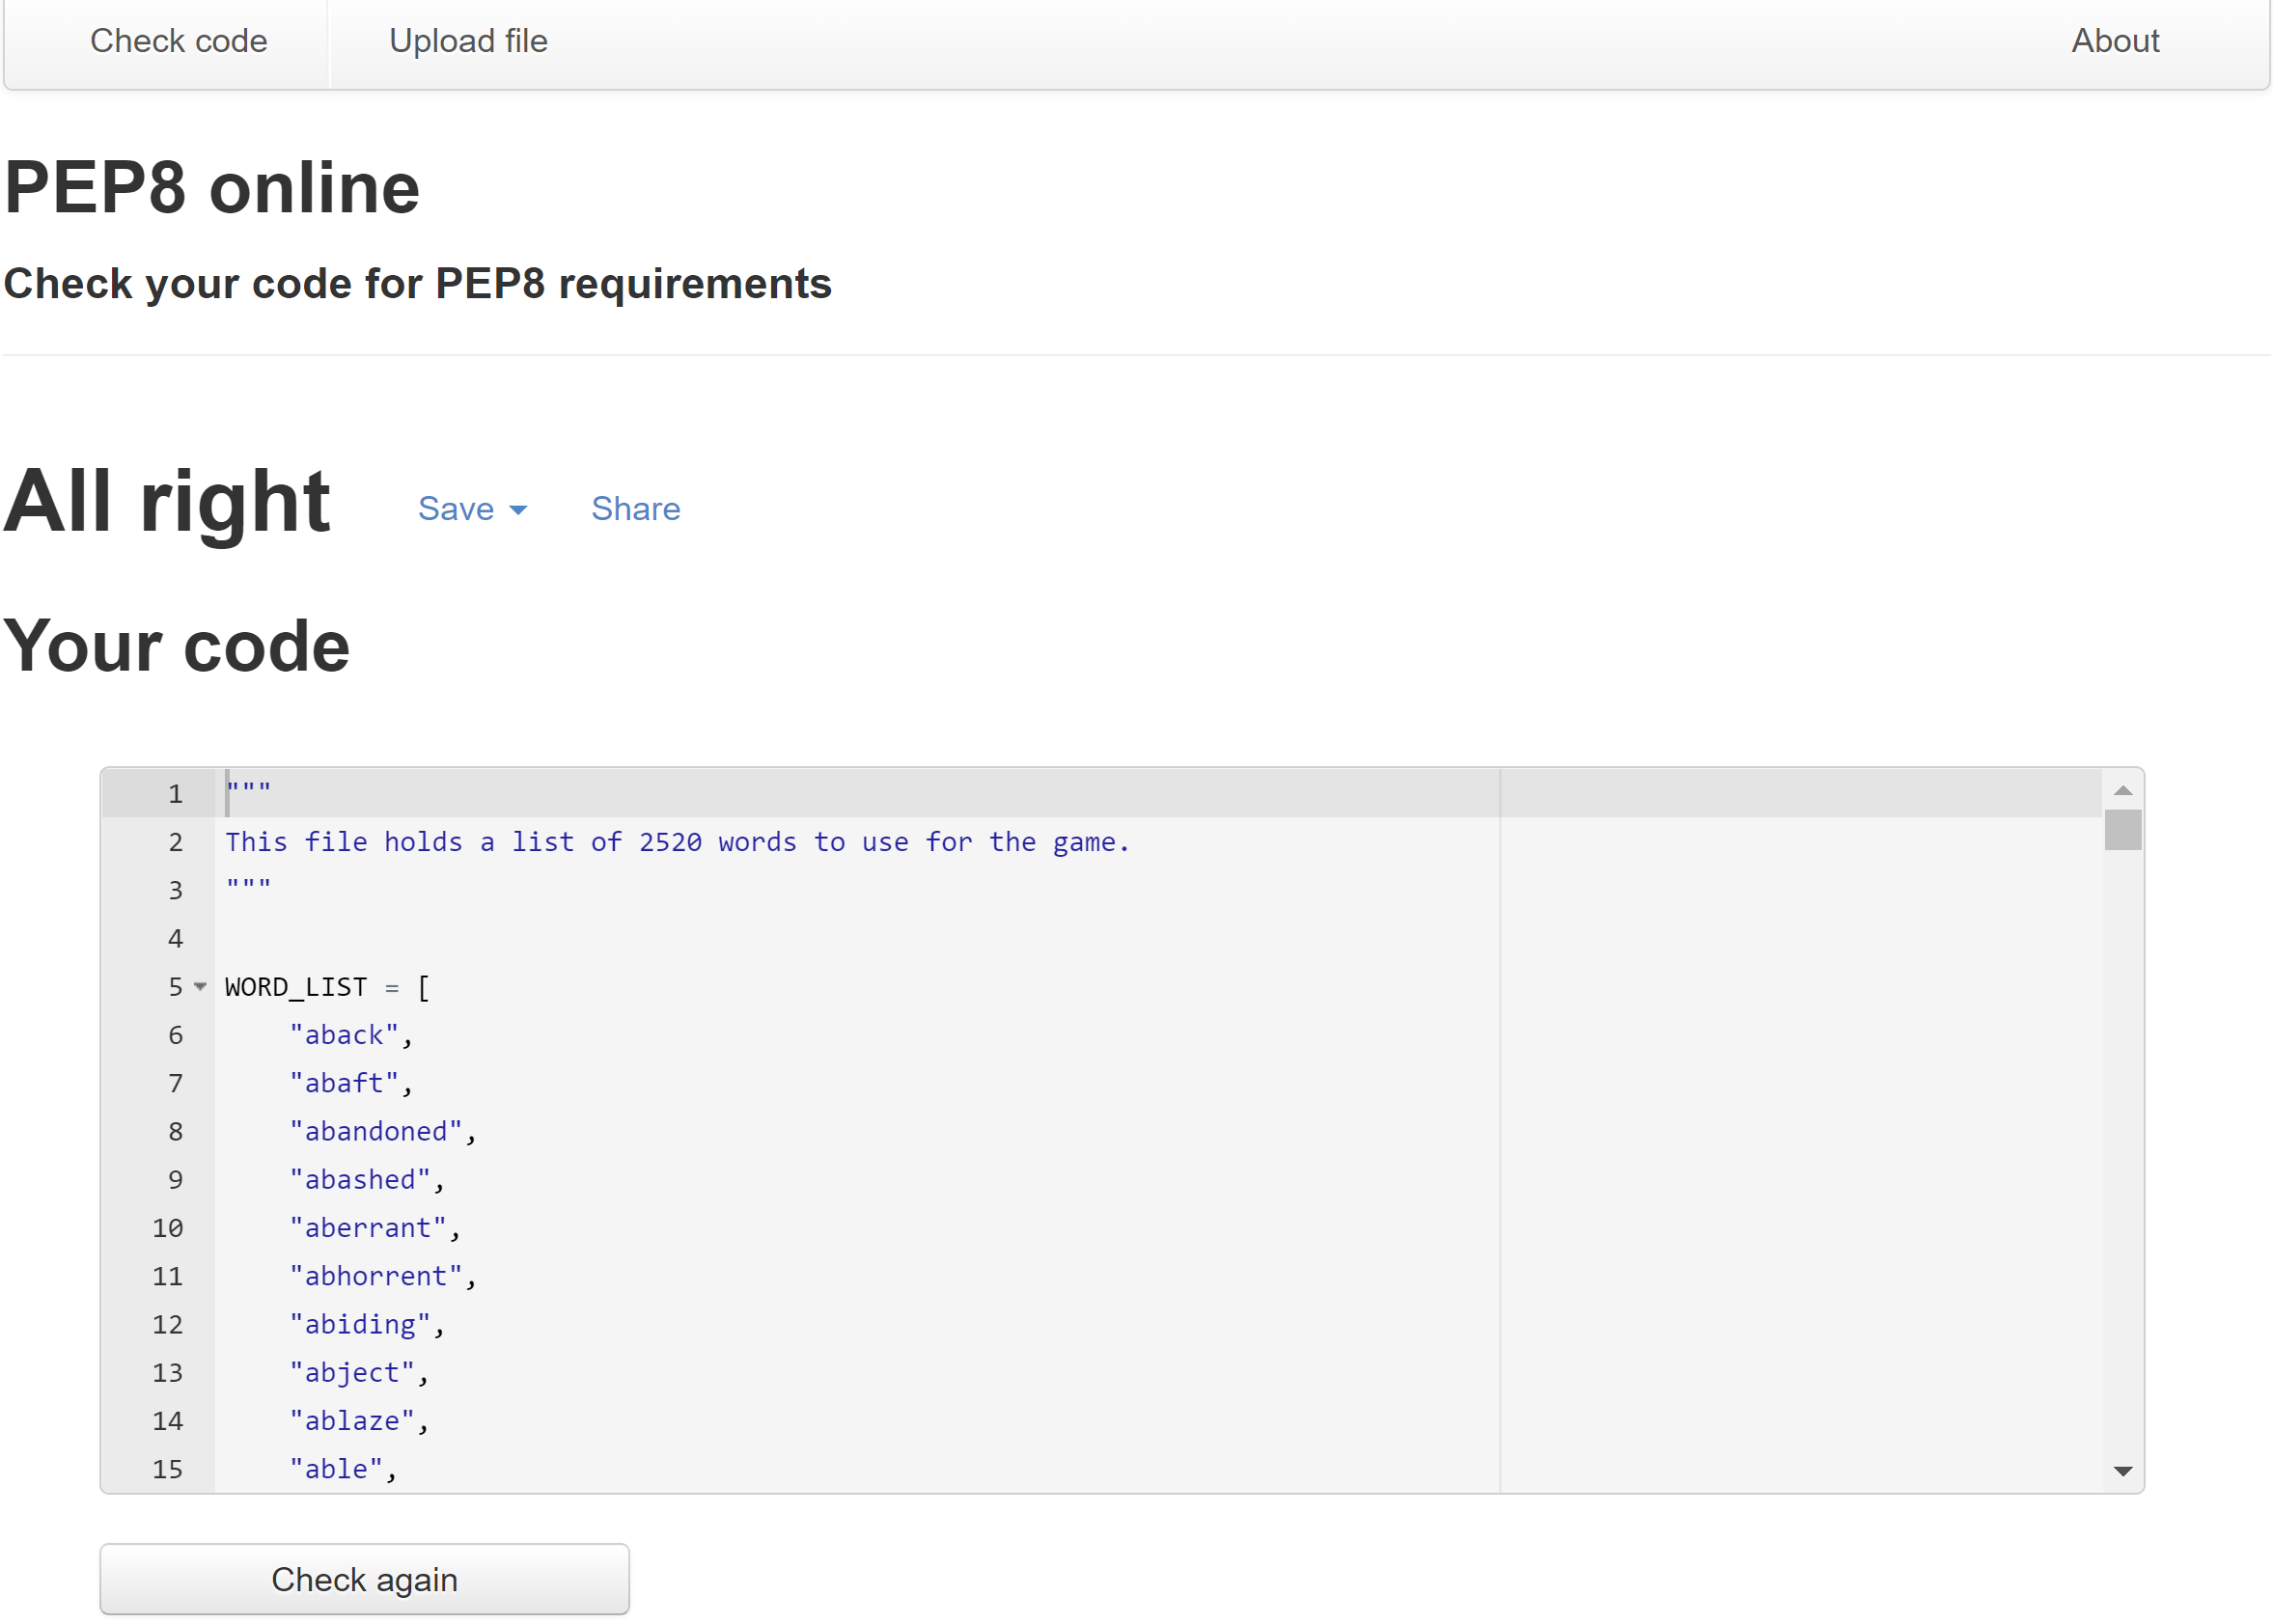 Check code Upload file About
PEP8 online
Check your code for PEP8 requirements
All right Save Share
Your code
1 """
2 This file holds a list of 2520 words to use for the game.
3 """
4
5 WORD_LIST = [
6 "aback",
7 "abaft",
8 "abandoned",
9 "abashed",
10 "aberrant",
11 "abhorrent",
12 "abiding",
13 "abject",
14 "ablaze",
15 "able",
Check again